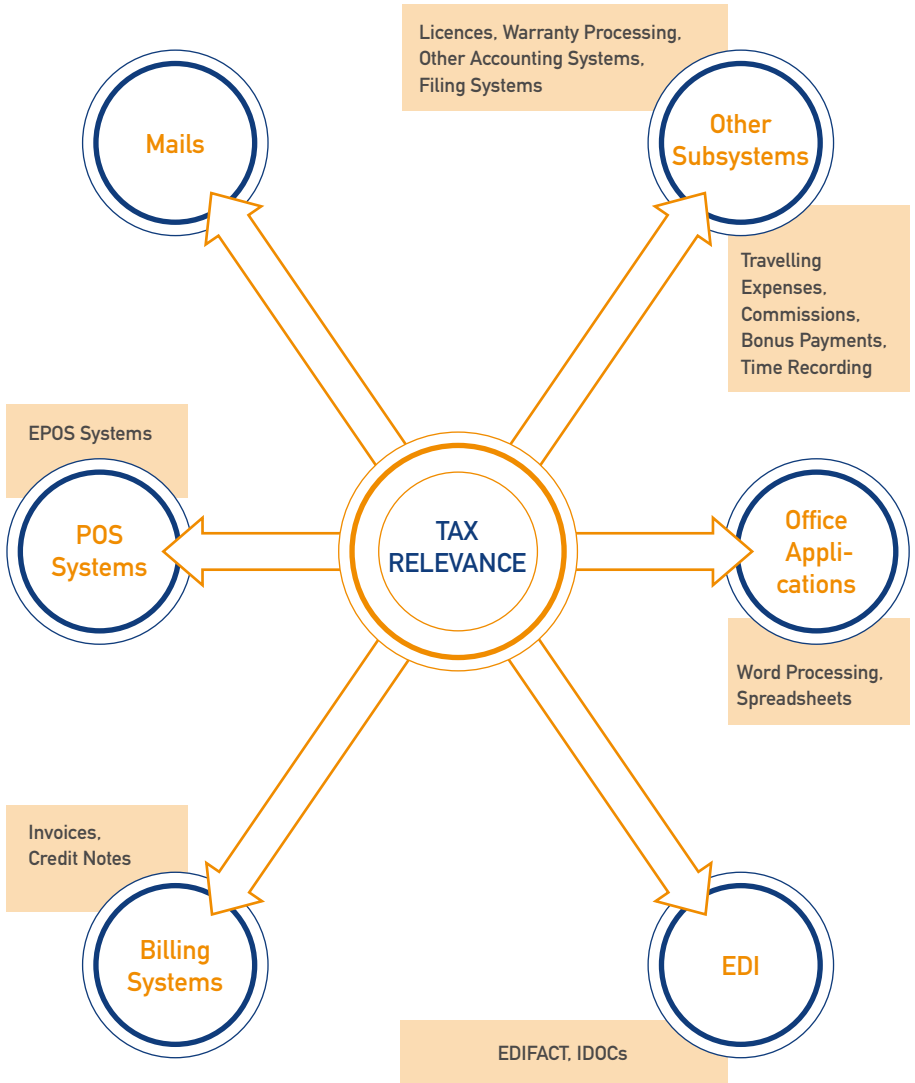 Licences, Warranty Processing,
Other Accounting Systems,
Filing Systems
Mails
Other
Subsystems
Travelling
Expenses,
Commissions,
Bonus Payments,
Time Recording
EPOS Systems
POS
Systems
TAX
RELEVANCE
Office
Appli-
cations
Word Processing,
Spreadsheets
Invoices,
Credit Notes
Billing
Systems
EDI
EDIFACT, IDOCs